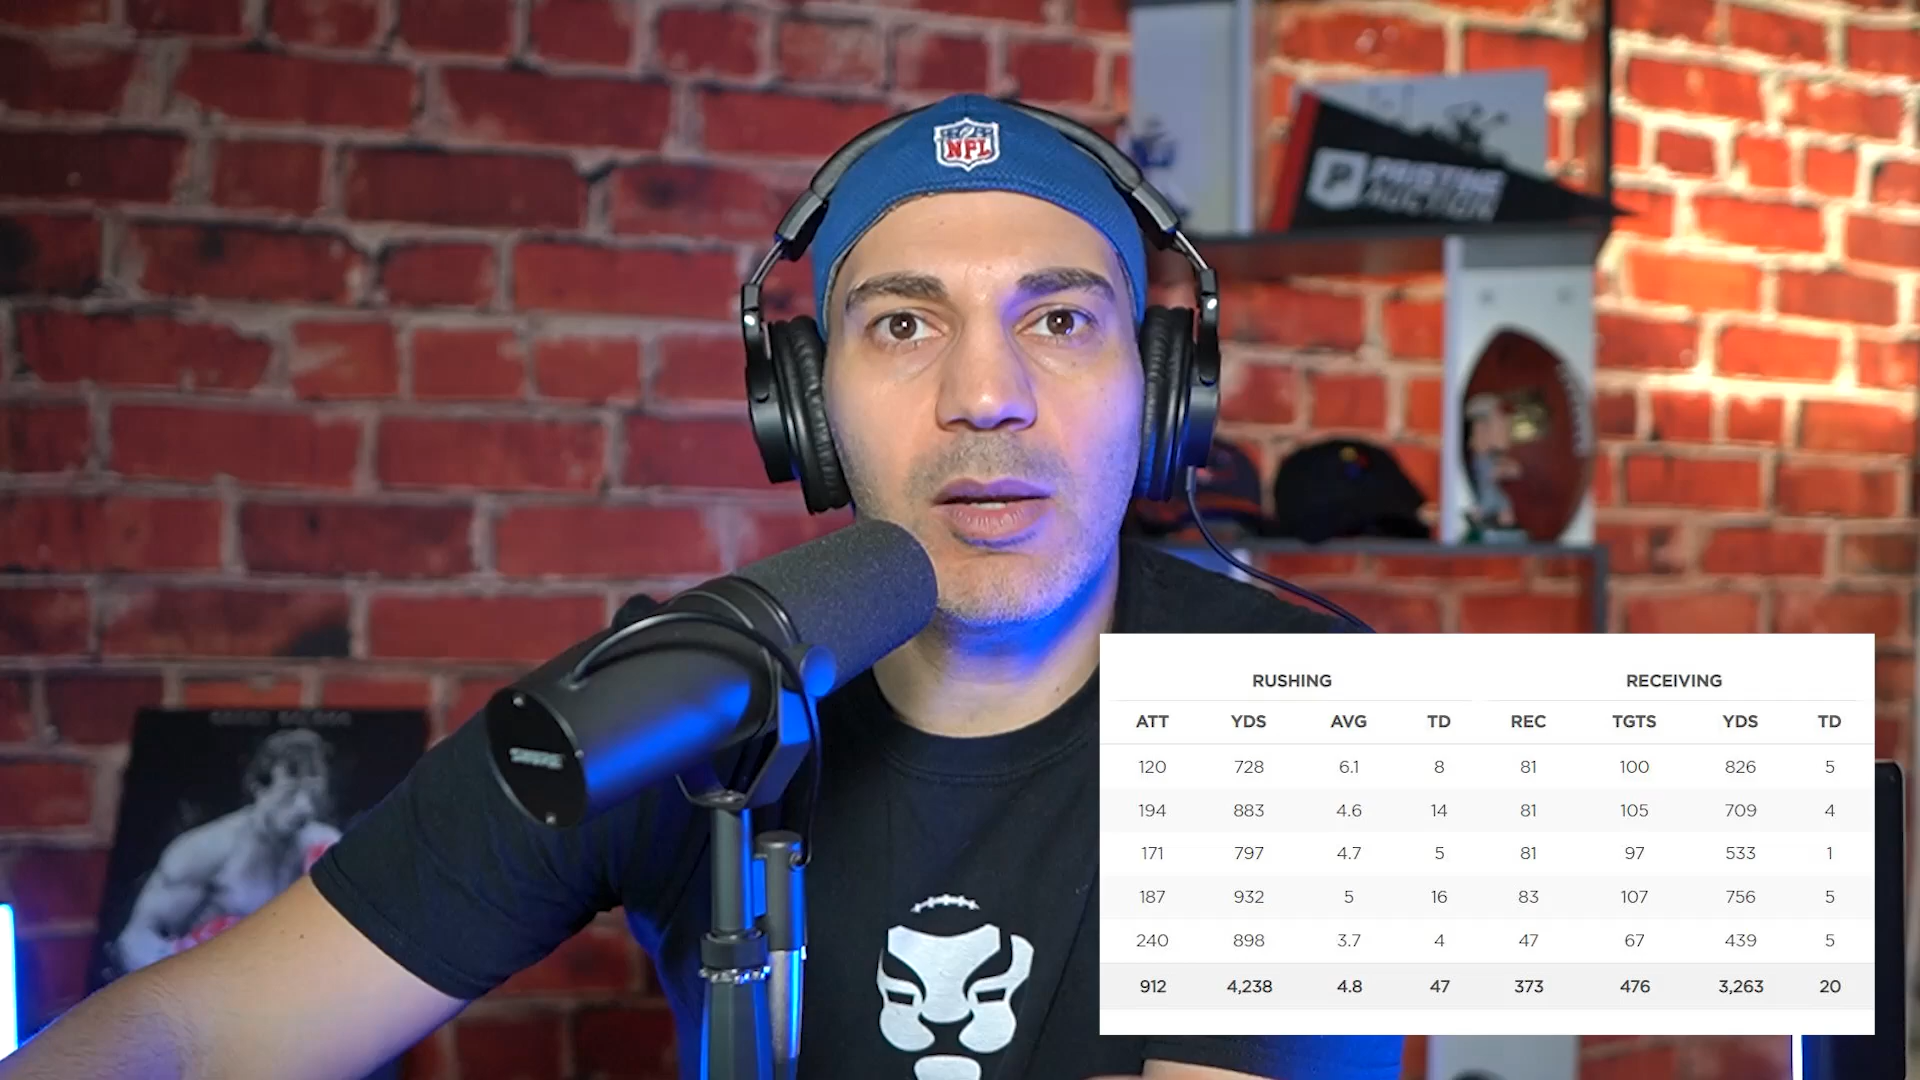 NFL
PRISTINE
AUCTION
SHURE
RUSHING RECEIVING
ATT YDS AVG TD REC TGTS YDS TD
120 728 6.1 8 81 100 826 5
194 883 4.6 14 81 105 709 4
171 797 4.7 5 81 97 533 1
187 932 5 16 83 107 756 5
240 898 3.7 4 47 67 439 5
912 4,238 4.8 47 373 476 3,263 20